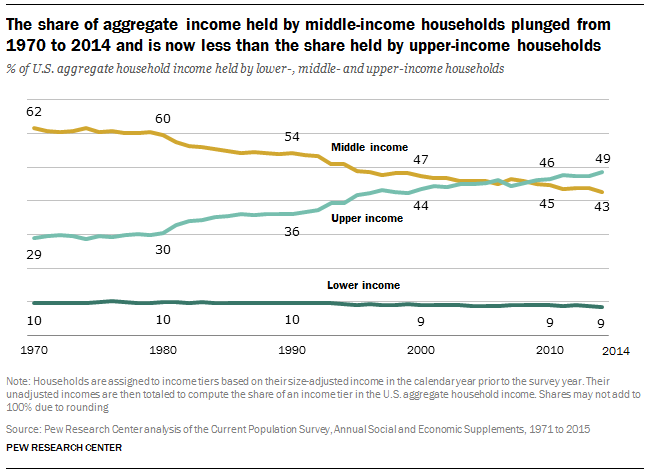 The share of aggregate income held by middle-income households plunged from
1970 to 2014 and is now less than the share held by upper-income households
% of U.S. aggregate household income held by lower-, middle- and upper-income households
62
60
54
Middle income
47
46
49
44
45
43
Upper income
36
30
29
Lower income
10
10
10
9
9
9
1970
1980
1990
2000
2010
2014
Note: Households are assigned to income tiers based on their size-adjusted income in the calendar year prior to the survey year. Their
unadjusted incomes are then totaled to compute the share of an income tier in the U.S. aggregate household income. Shares may not add to
100% due to rounding
Source: Pew Research Center analysis of the Current Population Survey, Annual Social and Economic Supplements, 1971 to 2015
PEW RESEARCH CENTER